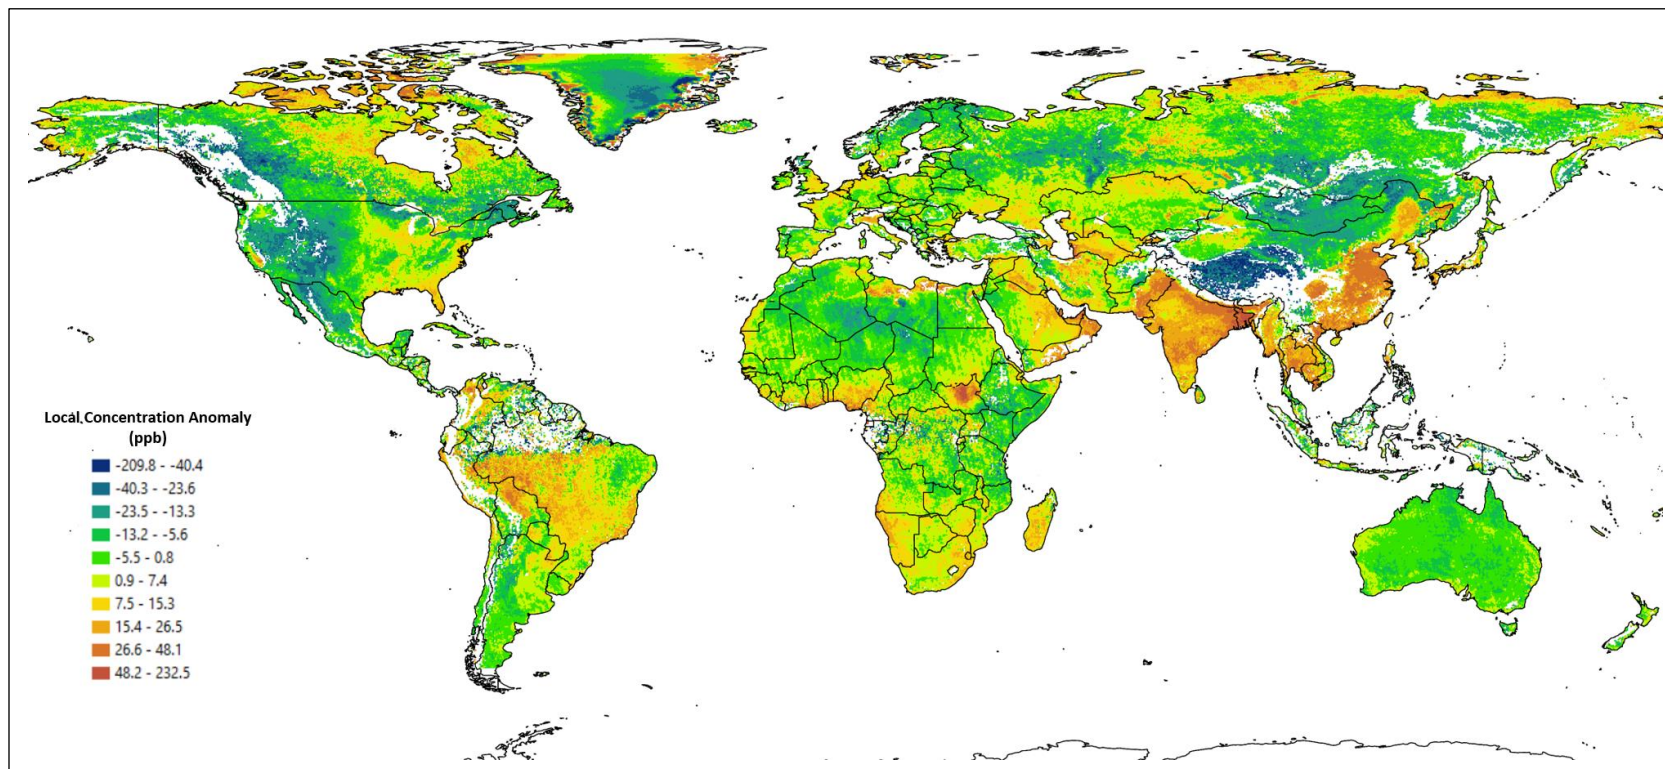 Local Concentration Anomaly
(ppb)
-209.8 - -40.4
-40.3 - -23.6
-23.5 - -13.3
-13.2 - -5.6
-5.5 - 0.8
0.9 - 7.4
7.5 - 15.3
15.4 - 26.5
26.6 - 48.1
48.2 - 232.5